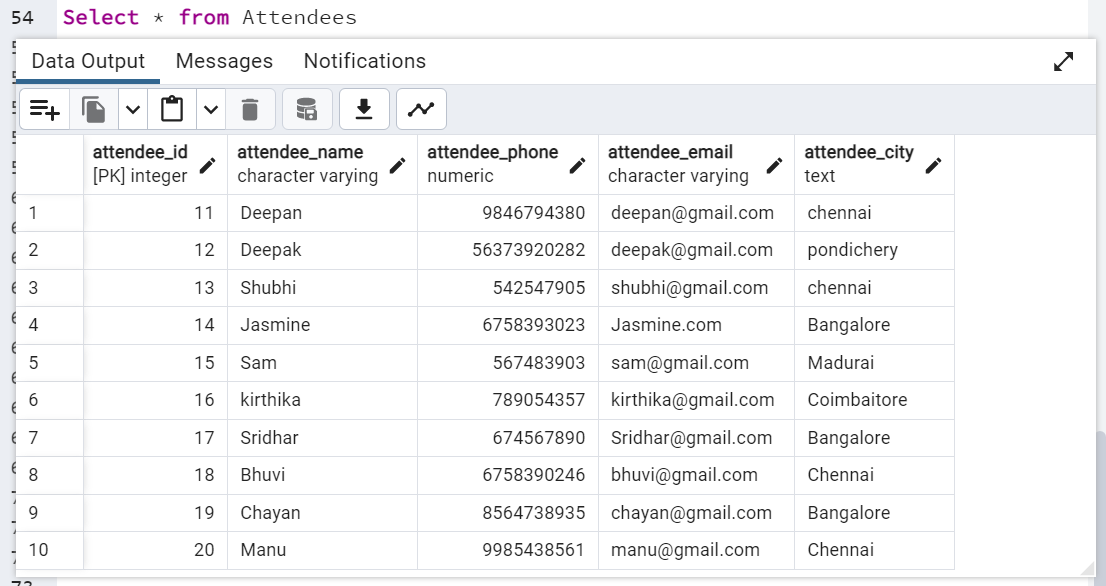 54 Select * from Attendees
Data Output Messages Notifications
attendee_id attendee_name attendee_phone attendee_email attendee_city
[PK] integer character varying numeric character varying text
1 11 Deepan 9846794380 deepan@gmail.com chennai
2 12 Deepak 56373920282 deepak@gmail.com pondichery
3 13 Shubhi 542547905 shubhi@gmail.com chennai
4 14 Jasmine 6758393023 Jasmine.com Bangalore
5 15 Sam 567483903 sam@gmail.com Madurai
6 16 kirthika 789054357 kirthika@gmail.com Coimbaitore
7 17 Sridhar 674567890 Sridhar@gmail.com Bangalore
8 18 Bhuvi 6758390246 bhuvi@gmail.com Chennai
9 19 Chayan 8564738935 chayan@gmail.com Bangalore
10 20 Manu 9985438561 manu@gmail.com Chennai